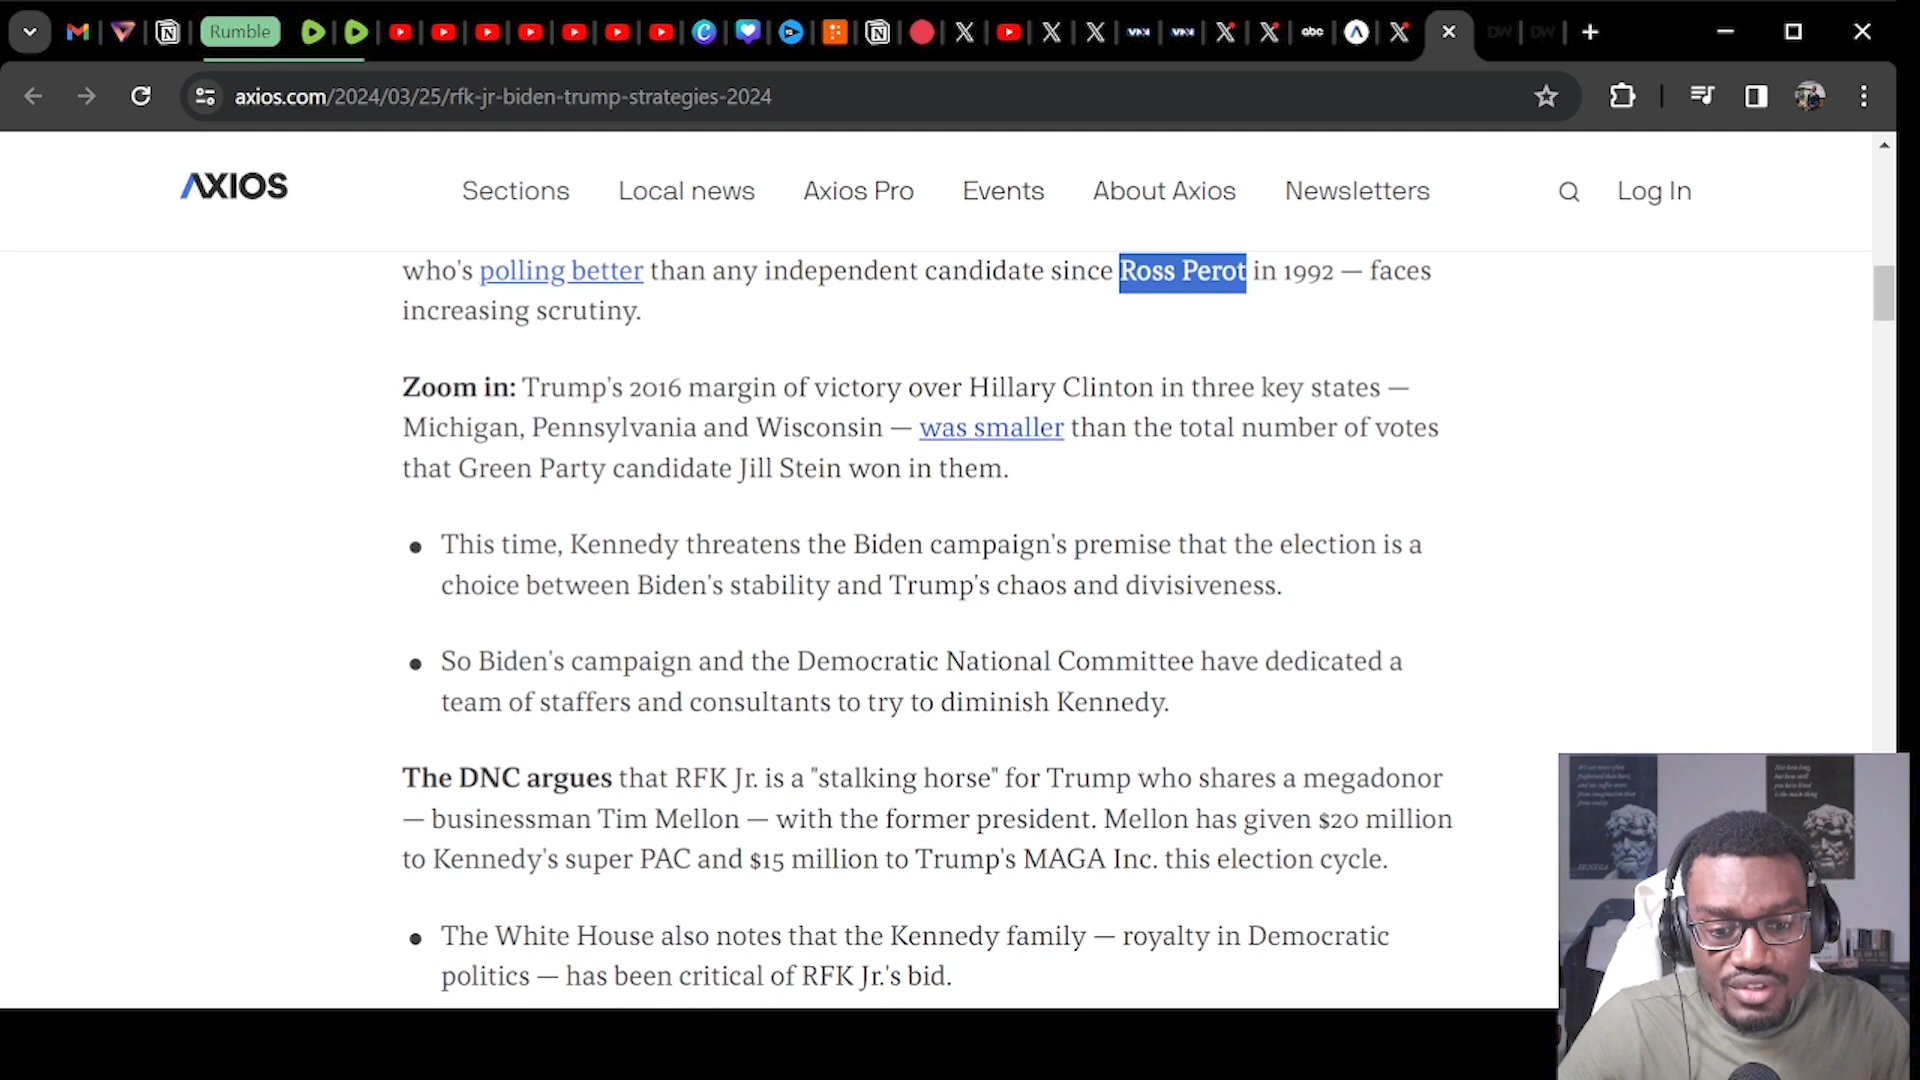 Rumble
abc
DW
DW
axios.com/2024/03/25/rfk-jr-biden-trump-strategies-2024
AXIOS
Sections
Local news
Axios Pro
Events
About Axios
Newsletters
Log In
who's polling better than any independent candidate since Ross Perot in 1992 — faces
increasing scrutiny.
Zoom in: Trump's 2016 margin of victory over Hillary Clinton in three key states —
Michigan, Pennsylvania and Wisconsin — was smaller than the total number of votes
that Green Party candidate Jill Stein won in them.
• This time, Kennedy threatens the Biden campaign's premise that the election is a
choice between Biden's stability and Trump's chaos and divisiveness.
• So Biden's campaign and the Democratic National Committee have dedicated a
team of staffers and consultants to try to diminish Kennedy.
The DNC argues that RFK Jr. is a "stalking horse" for Trump who shares a megadonor
— businessman Tim Mellon — with the former president. Mellon has given $20 million
to Kennedy's super PAC and $15 million to Trump's MAGA Inc. this election cycle.
• The White House also notes that the Kennedy family — royalty in Democratic
politics — has been critical of RFK Jr.'s bid.
SENECA